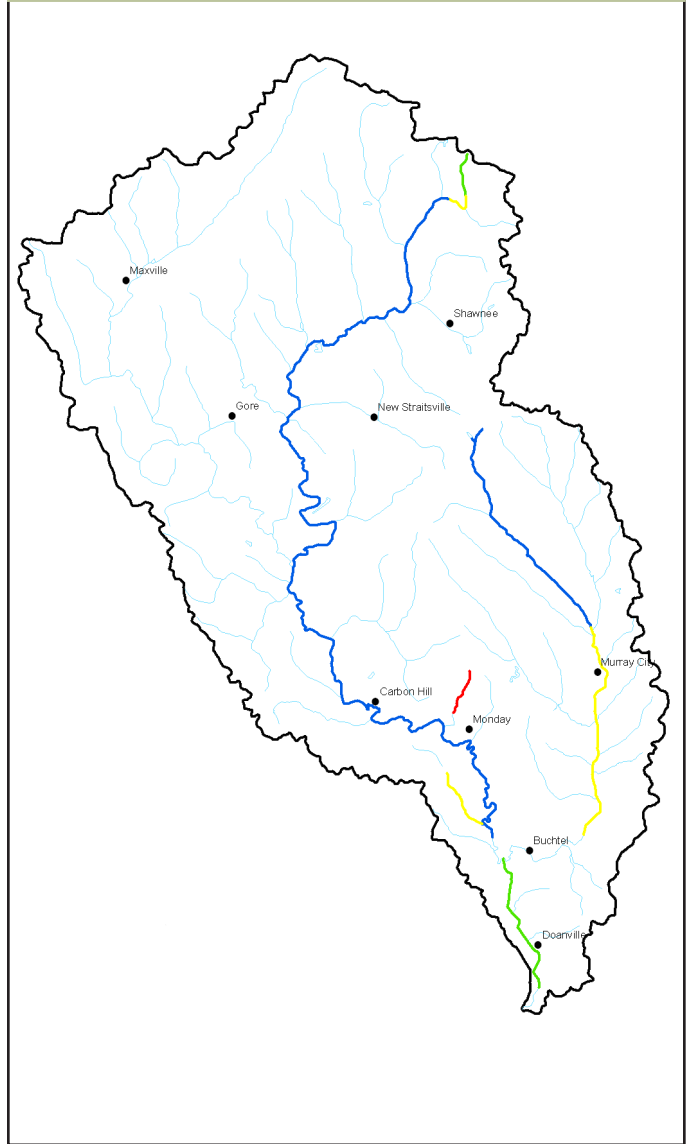 Maxville
Shawnee
Gore
New Straitsville
Murray City
Carbon Hill
Monday
Buchtel
Doanville